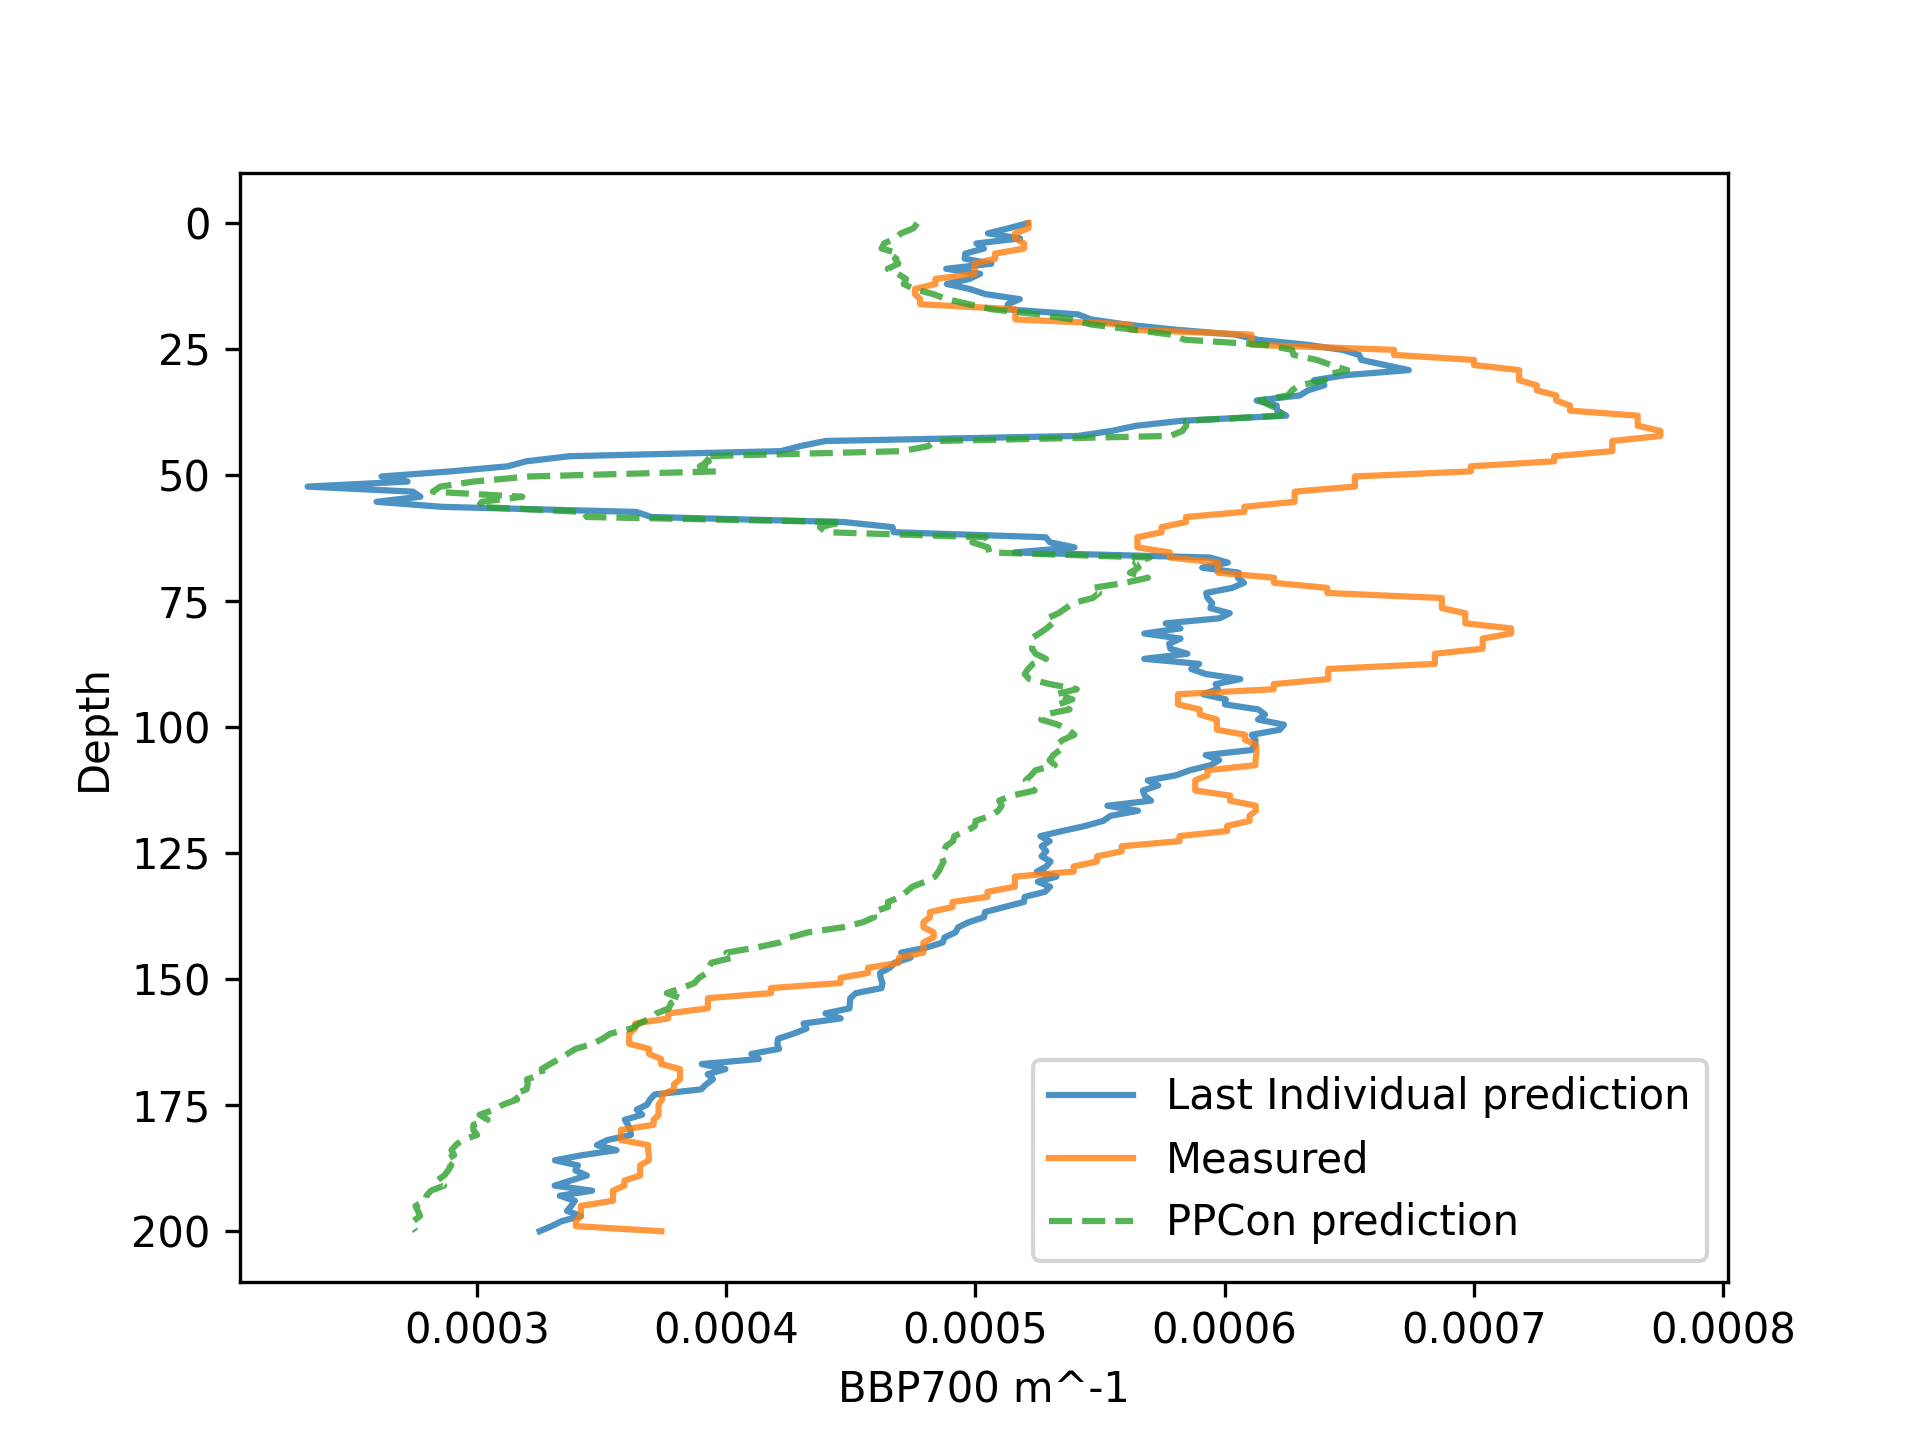 0
25
50
75
100
125
150
175
200
Depth
Last Individual prediction
Measured
PPCon prediction
0.0003 0.0004 0.0005 0.0006 0.0007 0.0008
BBP700 m^-1